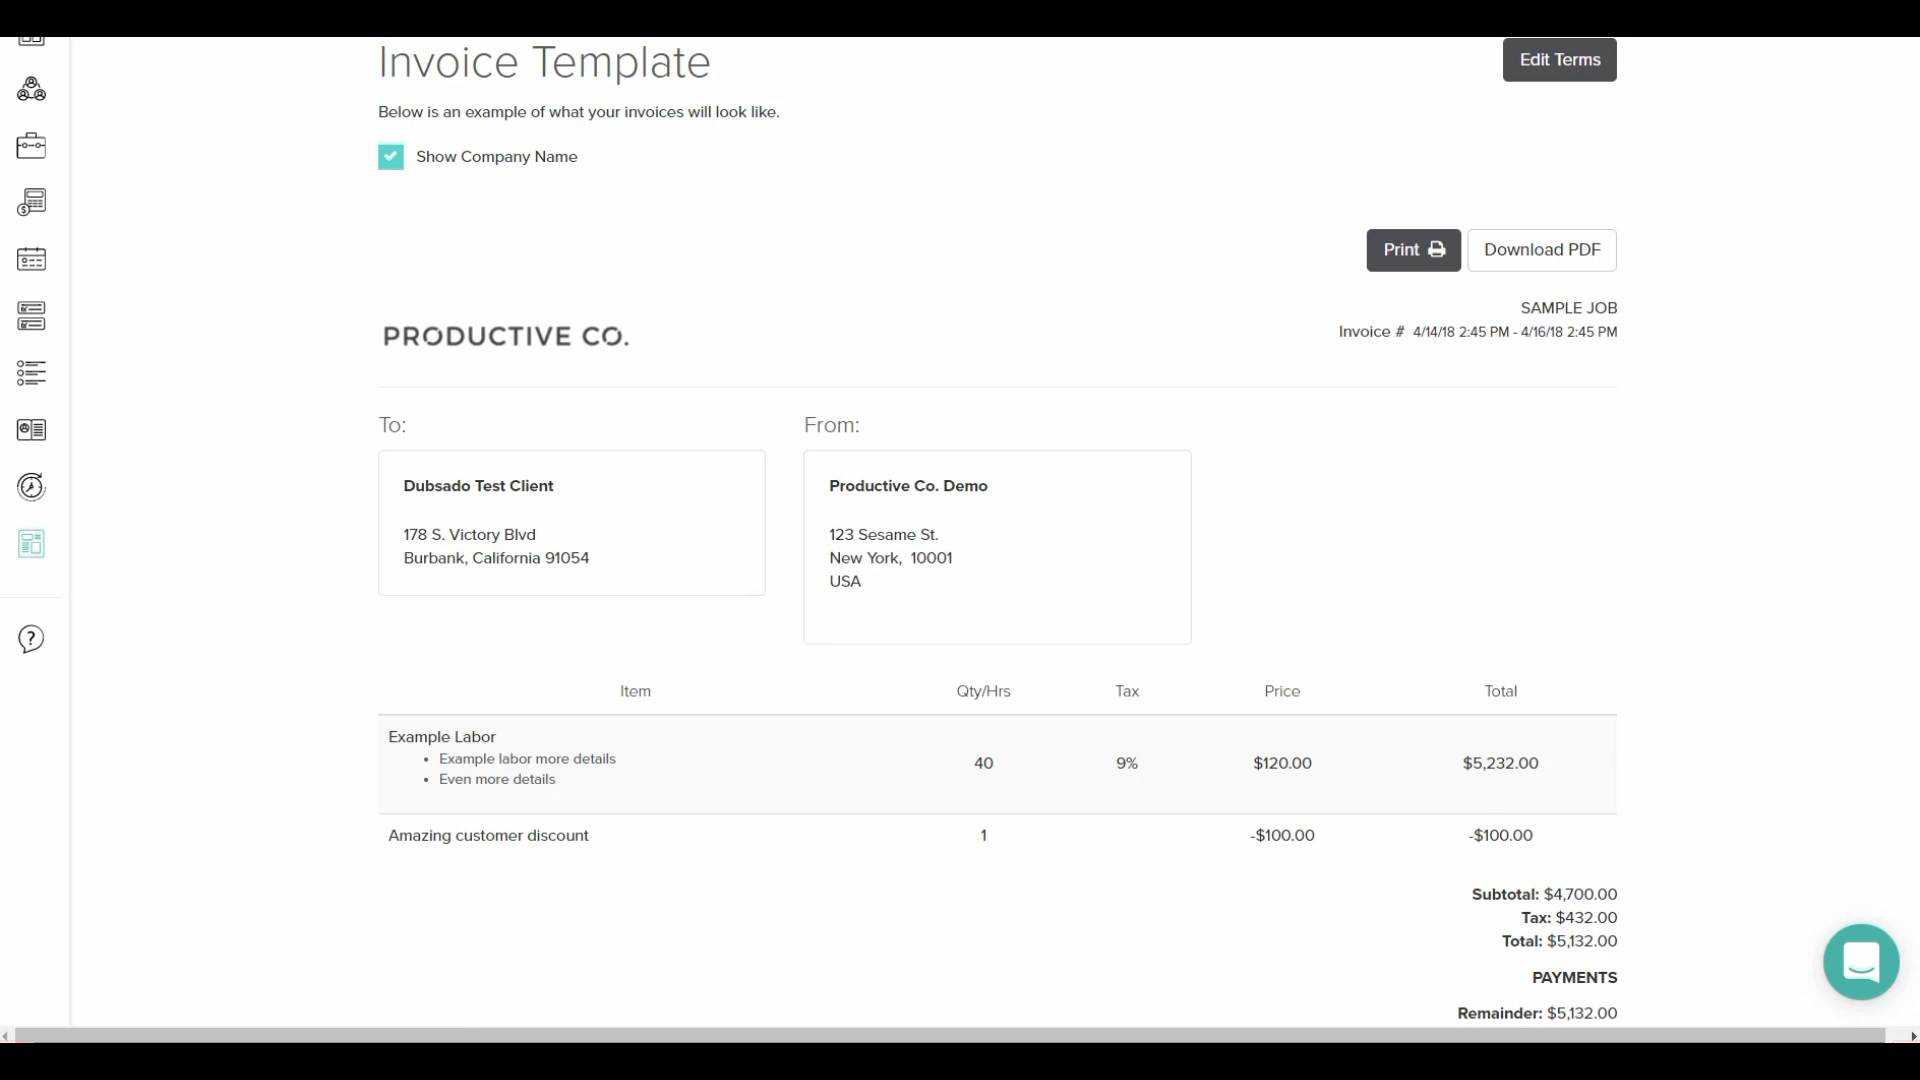 Invoice Template
Edit Terms
Below is an example of what your invoices will look like.
Show Company Name
Print
Download PDF
SAMPLE JOB
PRODUCTIVE CO.
Invoice # 4/14/18 2:45 PM - 4/16/18 2:45 PM
To:
From:
Dubsado Test Client
178 S. Victory Blvd
Burbank, California 91054
Productive Co. Demo
123 Sesame St.
New York, 10001
USA
Item Qty/Hrs Tax Price Total
Example Labor
• Example labor more details
• Even more details
40 9% $120.00 $5,232.00
Amazing customer discount 1 -$100.00 -$100.00
Subtotal: $4,700.00
Tax: $432.00
Total: $5,132.00
PAYMENTS
Remainder: $5,132.00